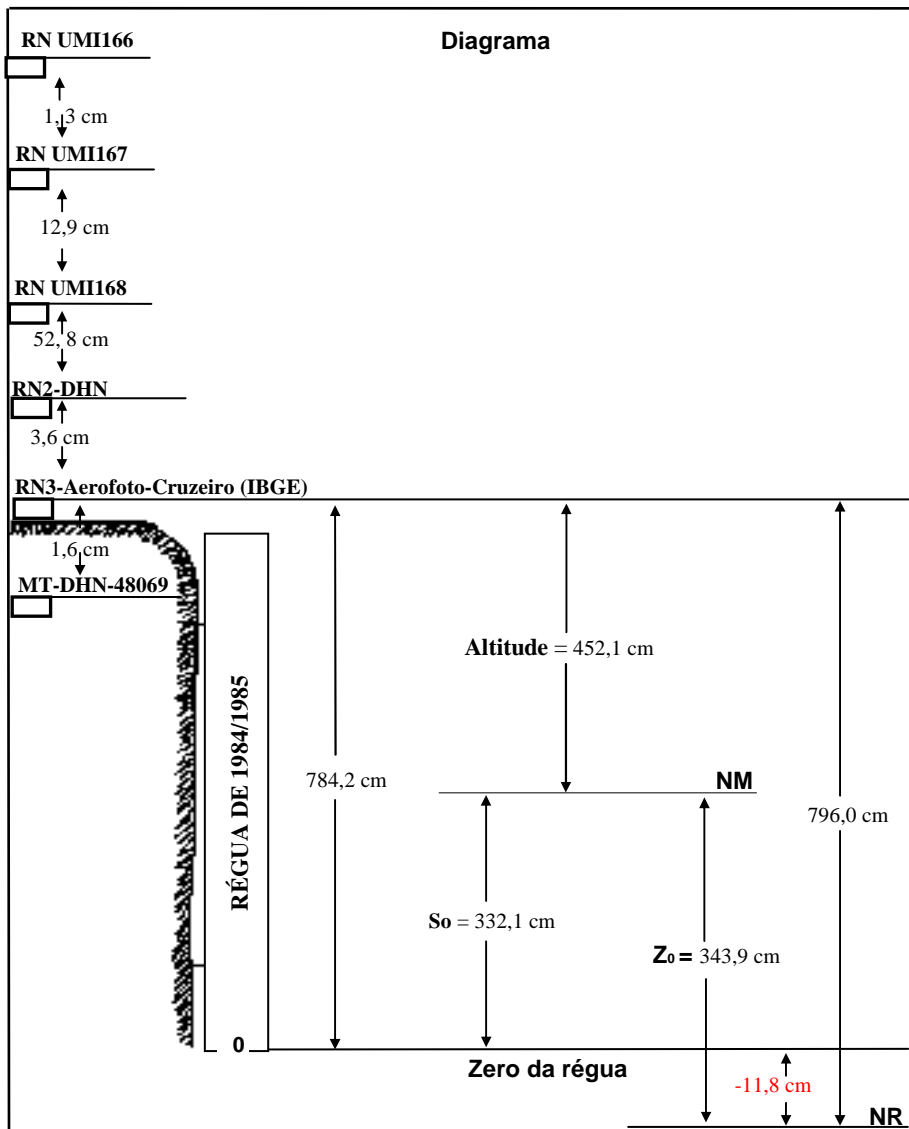 RN UMI166
Diagrama
1, 3 cm
RN UMI167
12,9 cm
RN UMI168
52, 8 cm
RN2-DHN
3,6 cm
RN3-Aerofoto-Cruzeiro (IBGE)
1,6 cm
MT-DHN-48069
Altitude = 452,1 cm
RÉGUA DE 1984/1985
784,2 cm
NM
796,0 cm
So = 332,1 cm
Z₀ = 343,9 cm
0
Zero da régua
-11,8 cm
NR